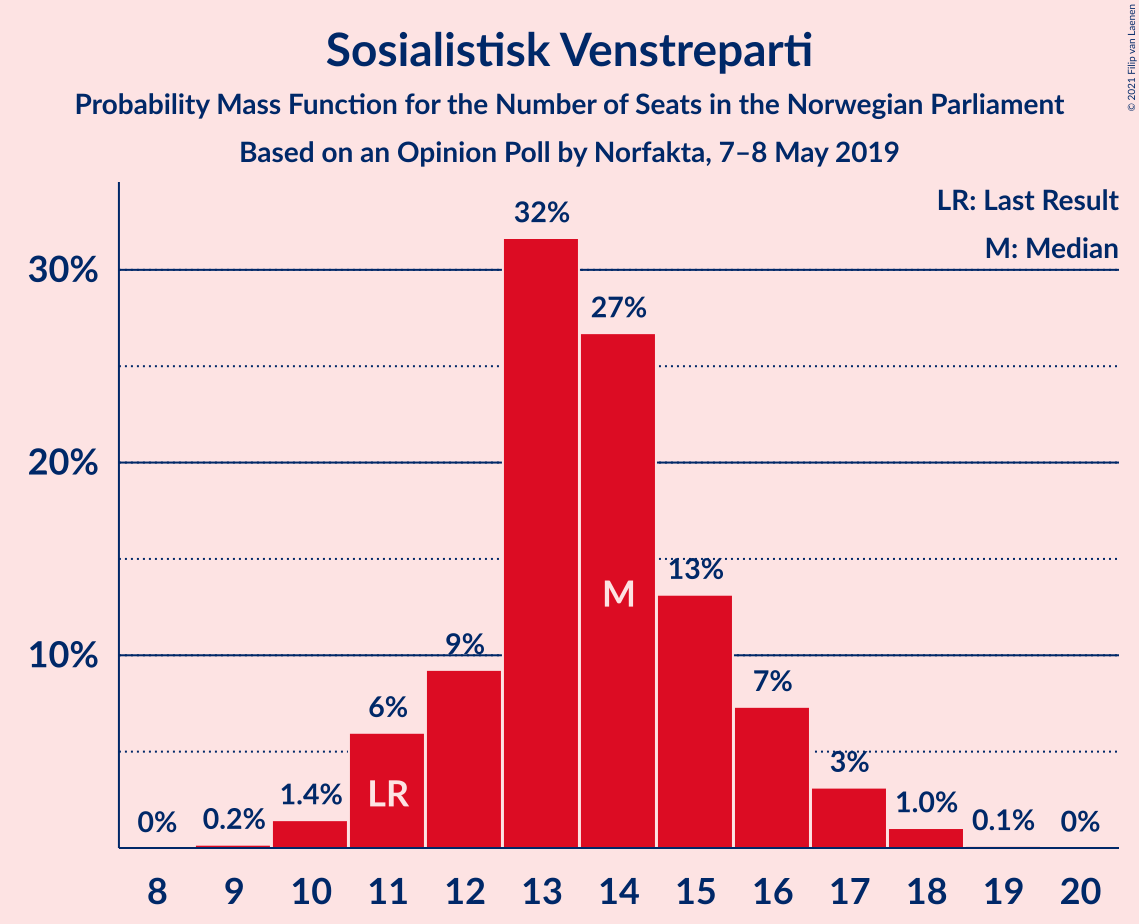 © 2021 Filip van Laenen
Sosialistisk Venstreparti
Probability Mass Function for the Number of Seats in the Norwegian Parliament
Based on an Opinion Poll by Norfakta, 7–8 May 2019
LR: Last Result
M: Median
32%
30%
27%
20%
13%
M
10%
9%
7%
6%
3%
LR
1.4%
1.0%
0%
0.2%
0.1%
0%
8 9 10 11 12 13 14 15 16 17 18 19 20